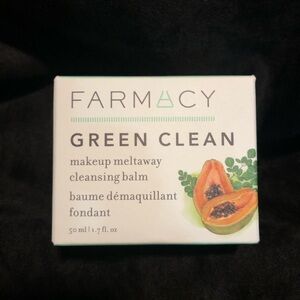 FARMACY
GREEN CLEAN
makeup meltaway
cleansing balm
baume démaquillant
fondant
50 ml | 1.7 fl. oz